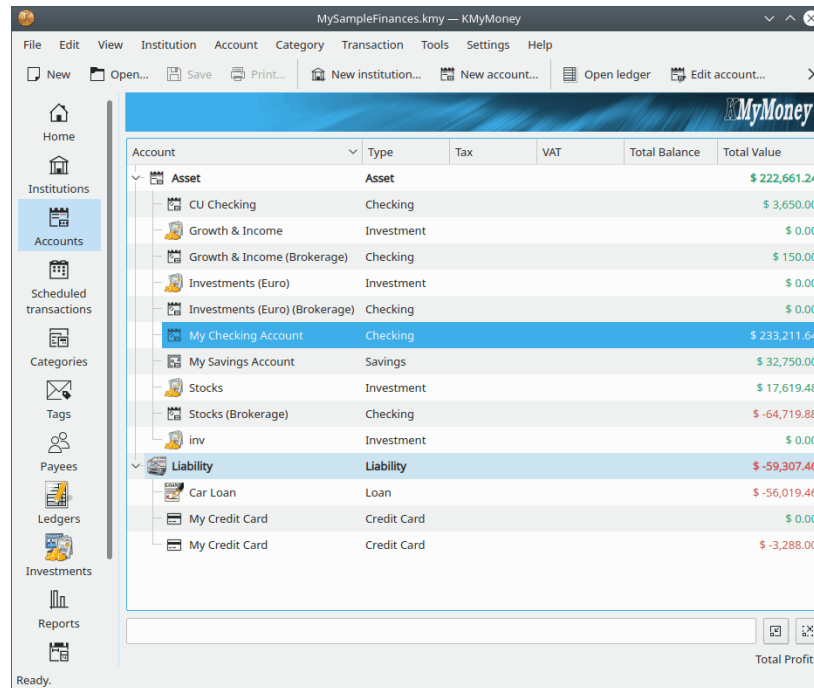 MySampleFinances.kmy — KMyMoney
File Edit View Institution Account Category Transaction Tools Settings Help
New Open... Save Print... New institution... New account... Open ledger Edit account...
KMyMoney
Home
Institutions
Accounts
Scheduled
transactions
Categories
Tags
Payees
Ledgers
Investments
Reports
Account Type Tax VAT Total Balance Total Value
Asset Asset $ 222,661.24
CU Checking Checking $ 3,650.00
Growth & Income Investment $ 0.00
Growth & Income (Brokerage) Checking $ 150.00
Investments (Euro) Investment $ 0.00
Investments (Euro) (Brokerage) Checking $ 0.00
My Checking Account Checking $ 233,211.64
My Savings Account Savings $ 32,750.00
Stocks Investment $ 17,619.48
Stocks (Brokerage) Checking $ -64,719.88
inv Investment $ 0.00
Liability Liability $ -59,307.46
Car Loan Loan $ -56,019.46
My Credit Card Credit Card $ 0.00
My Credit Card Credit Card $ -3,288.00
Total Profit
Ready.